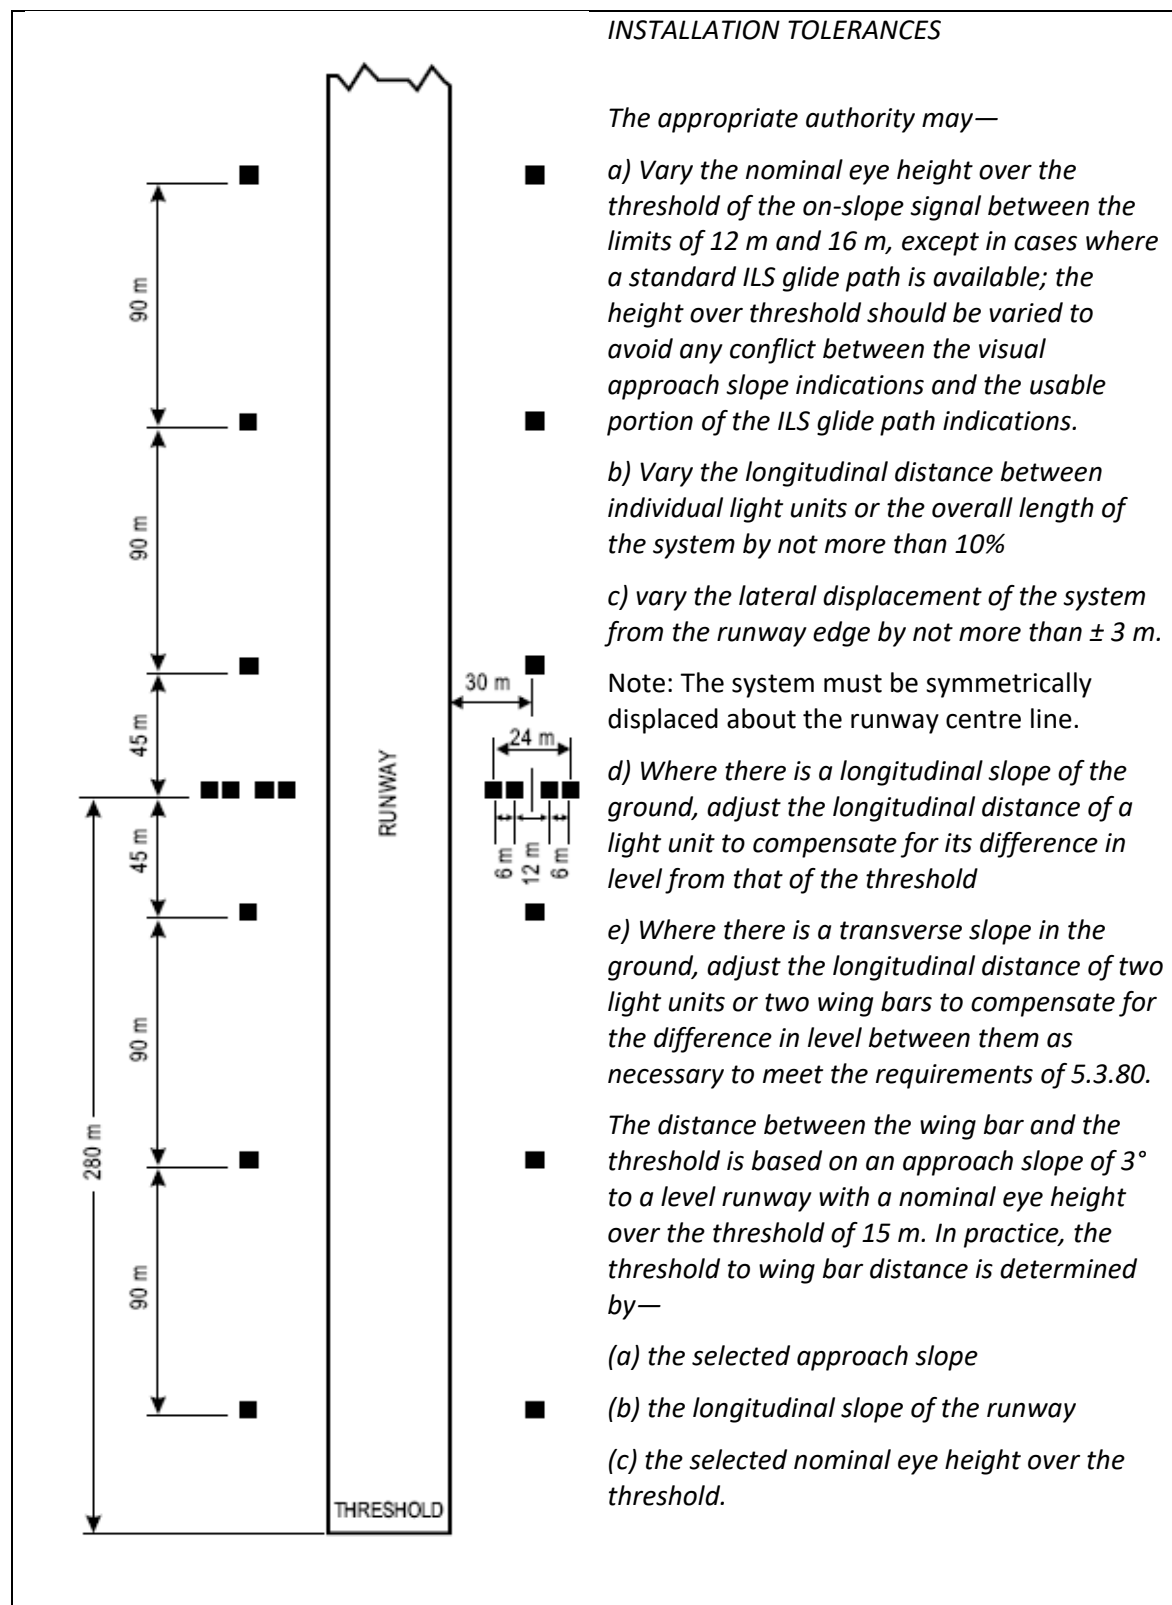 INSTALLATION TOLERANCES
The appropriate authority may—
a) Vary the nominal eye height over the
threshold of the on-slope signal between the
limits of 12 m and 16 m, except in cases where
a standard ILS glide path is available; the
height over threshold should be varied to
avoid any conflict between the visual
approach slope indications and the usable
portion of the ILS glide path indications.
b) Vary the longitudinal distance between
individual light units or the overall length of
the system by not more than 10%
c) vary the lateral displacement of the system
from the runway edge by not more than ± 3 m.
Note: The system must be symmetrically
displaced about the runway centre line.
d) Where there is a longitudinal slope of the
ground, adjust the longitudinal distance of a
light unit to compensate for its difference in
level from that of the threshold
e) Where there is a transverse slope in the
ground, adjust the longitudinal distance of two
light units or two wing bars to compensate for
the difference in level between them as
necessary to meet the requirements of 5.3.80.
The distance between the wing bar and the
threshold is based on an approach slope of 3°
to a level runway with a nominal eye height
over the threshold of 15 m. In practice, the
threshold to wing bar distance is determined
by—
(a) the selected approach slope
(b) the longitudinal slope of the runway
(c) the selected nominal eye height over the
threshold.
90 m
90 m
45 m
45 m
90 m
90 m
280 m
RUNWAY
30 m
24 m
6 m
12 m
6 m
THRESHOLD